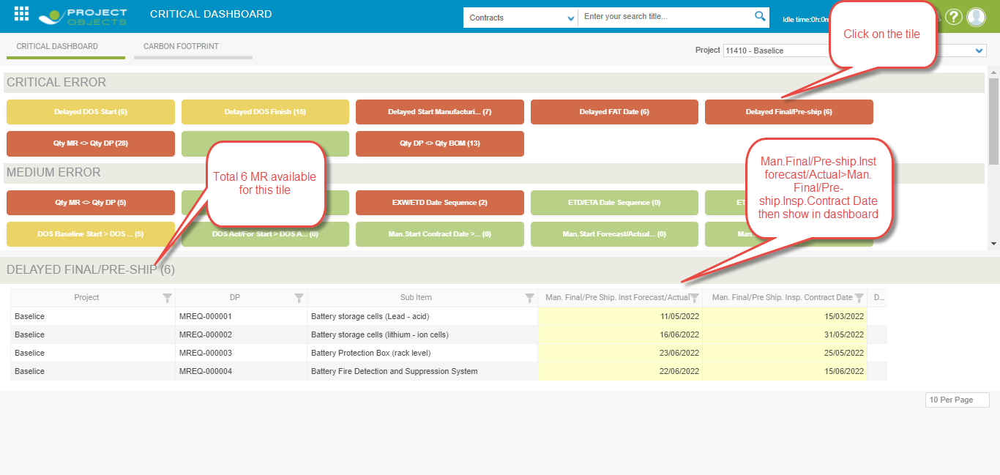 PROJECT
OBJECTS
CRITICAL DASHBOARD
Contracts
Enter your search title...
Idle time:0h:0m
?
Click on the tile
CRITICAL DASHBOARD
CARBON FOOTPRINT
Project
11410 - Baselice
CRITICAL ERROR
Delayed DOS Start (6)
Delayed DOS Finish (15)
Delayed Start Manufacturi... (7)
Delayed FAT Date (6)
Delayed Final/Pre-ship (6)
Qty MR <> Qty DP (28)
Qty DP <> Qty BOM (13)
Total 6 MR available
for this tile
Man.Final/Pre-ship.Inst
forecast/Actual>Man.
Final/Pre-
ship.Insp.Contract Date
then show in dashboard
MEDIUM ERROR
Qty MR <> Qty DP (5)
EXW/ETD Date Sequence (2)
ETD/ETA Date Sequence (0)
DOS Baseline Start > DOS ... (5)
DOS Act/For Start > DOS A... (0)
Man.Start Contract Date >... (0)
Man.Start Forecast/Actual... (0)
Man.
DELAYED FINAL/PRE-SHIP (6)
Project
DP
Sub Item
Man. Final/Pre Ship. Inst Forecast/Actual
Man. Final/Pre Ship. Insp. Contract Date
D...
Baselice
MREQ-000001
Battery storage cells (Lead - acid)
11/05/2022
15/03/2022
Baselice
MREQ-000002
Battery storage cells (lithium - ion cells)
16/06/2022
31/05/2022
Baselice
MREQ-000003
Battery Protection Box (rack level)
23/06/2022
25/05/2022
Baselice
MREQ-000004
Battery Fire Detection and Suppression System
22/06/2022
15/06/2022
10 Per Page